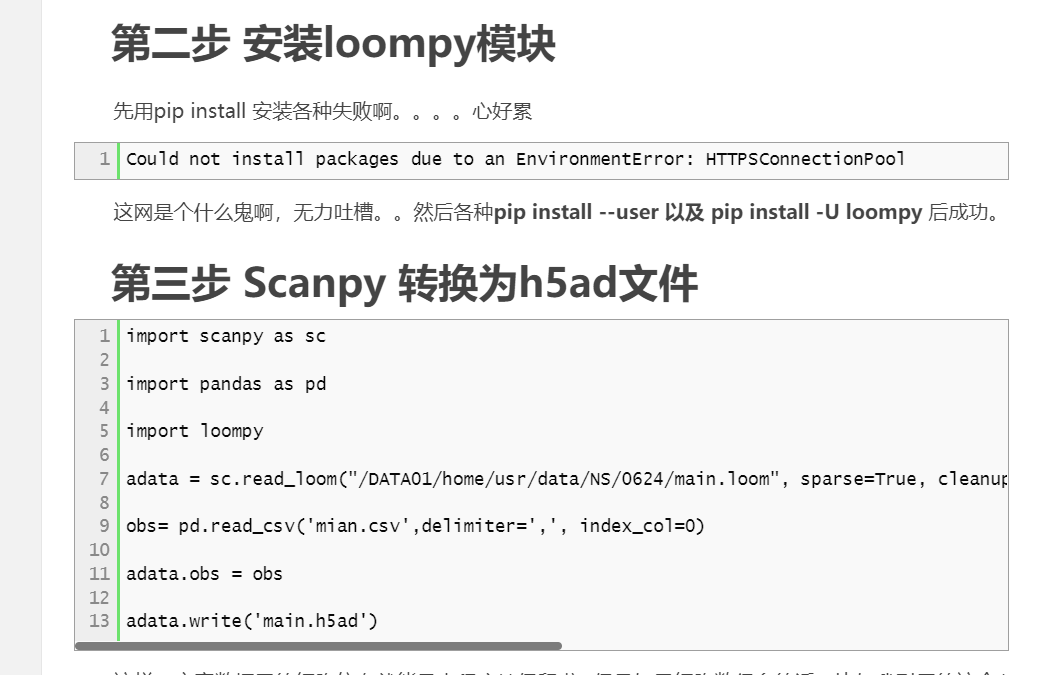 第二步 安装loompy模块
先用pip install 安装各种失败啊。。。。心好累
1 Could not install packages due to an EnvironmentError: HTTPSConnectionPool
这网是个什么鬼啊，无力吐槽。。然后各种pip install --user 以及 pip install -U loompy 后成功。
第三步 Scanpy 转换为h5ad文件
1 import scanpy as sc
2
3 import pandas as pd
4
5 import loompy
6
7 adata = sc.read_loom("/DATA01/home/usr/data/NS/0624/main.loom", sparse=True, cleanup
8
9 obs= pd.read_csv('mian.csv',delimiter=',', index_col=0)
10
11 adata.obs = obs
12
13 adata.write('main.h5ad')